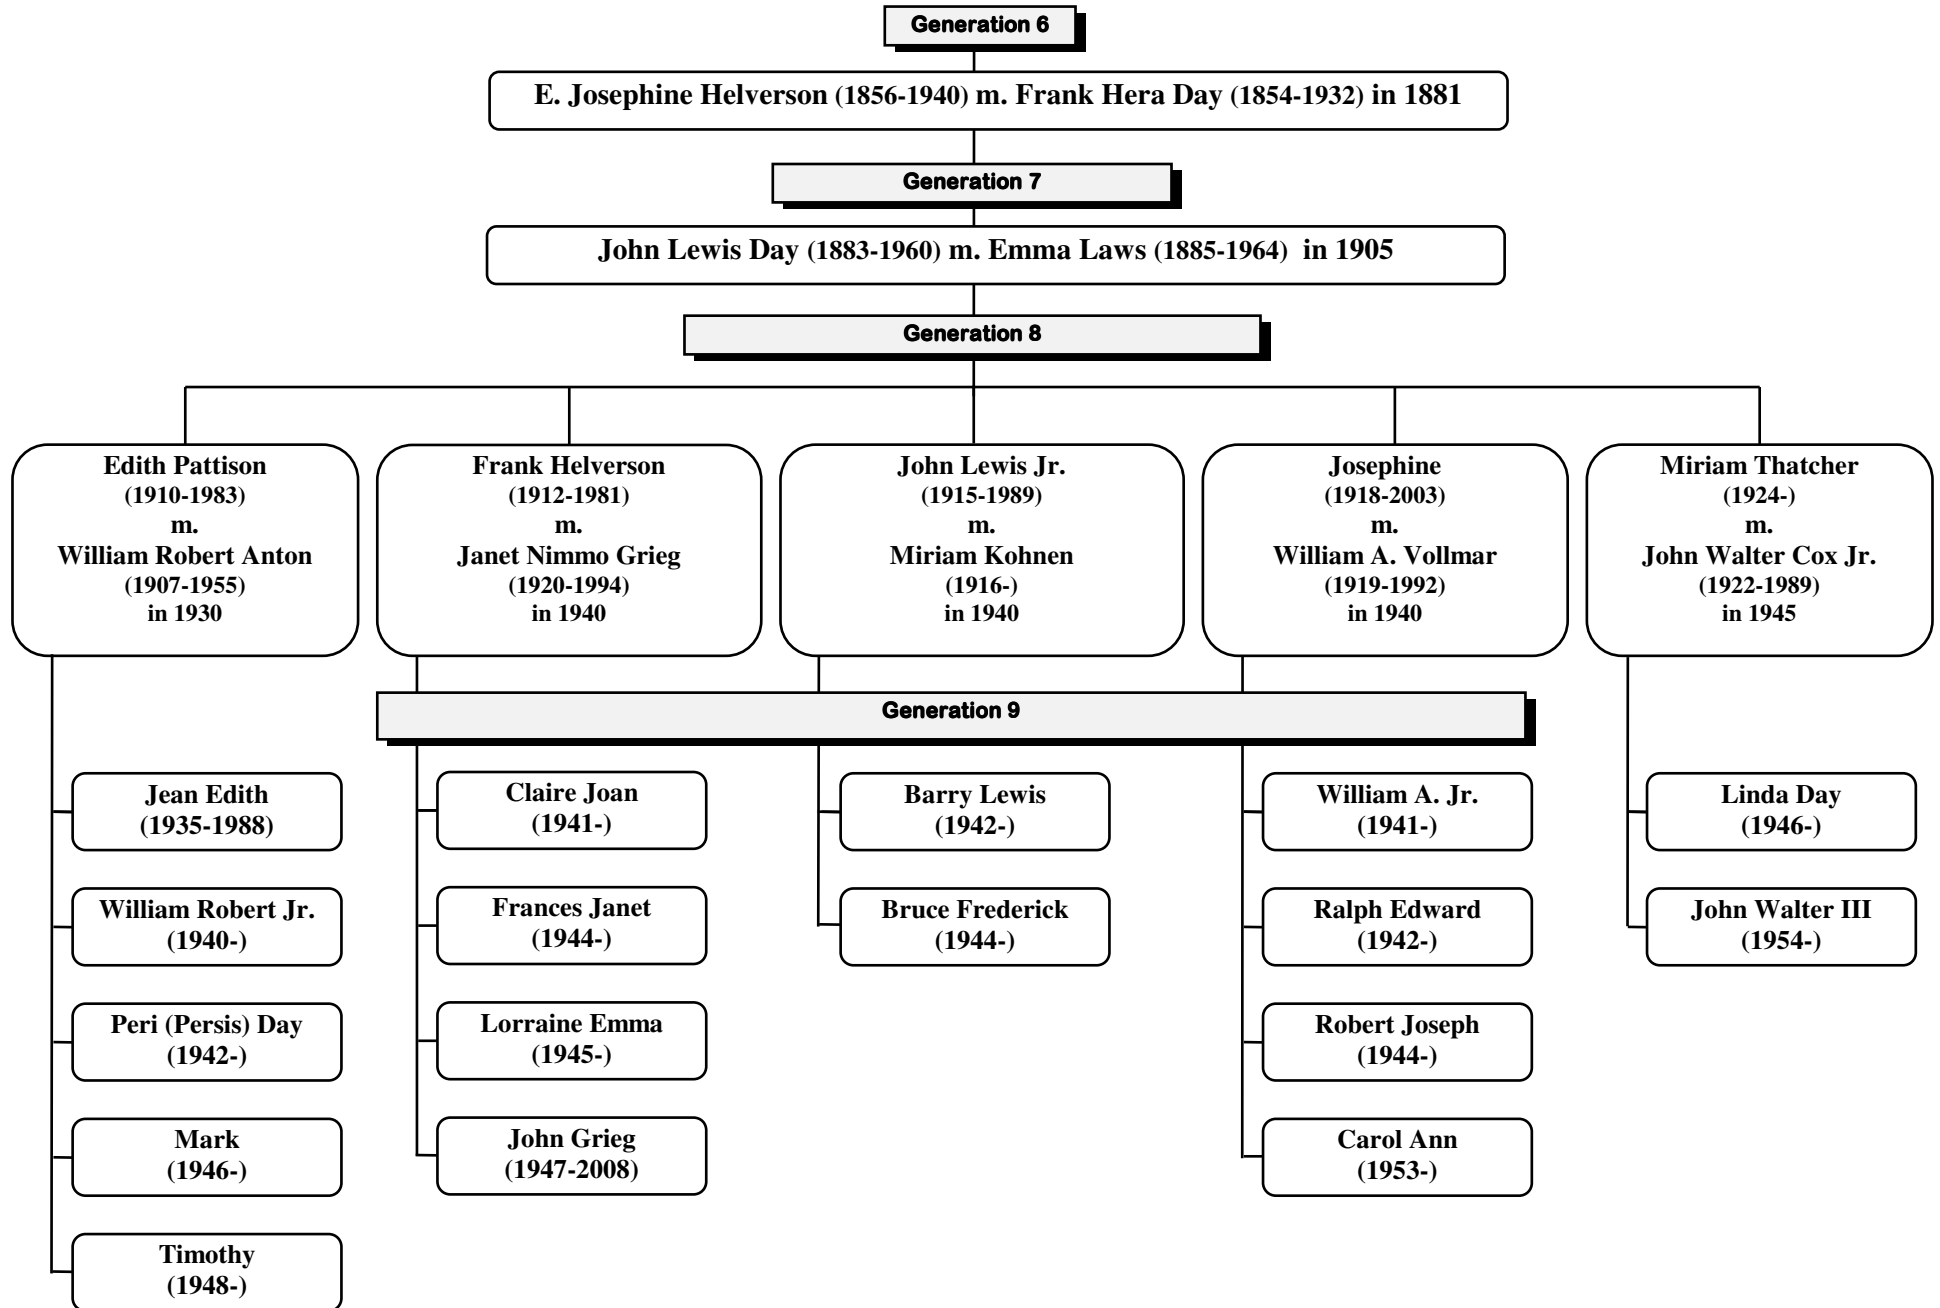 Generation 6
E. Josephine Helverson (1856-1940) m. Frank Hera Day (1854-1932) in 1881
Generation 7
John Lewis Day (1883-1960) m. Emma Laws (1885-1964) in 1905
Generation 8
Edith Pattison
(1910-1983)
m.
William Robert Anton
(1907-1955)
in 1930
Frank Helverson
(1912-1981)
m.
Janet Nimmo Grieg
(1920-1994)
in 1940
John Lewis Jr.
(1915-1989)
m.
Miriam Kohnen
(1916-)
in 1940
Josephine
(1918-2003)
m.
William A. Vollmar
(1919-1992)
in 1940
Miriam Thatcher
(1924-)
m.
John Walter Cox Jr.
(1922-1989)
in 1945
Generation 9
Jean Edith
(1935-1988)
William Robert Jr.
(1940-)
Peri (Persis) Day
(1942-)
Mark
(1946-)
Timothy
(1948-)
Claire Joan
(1941-)
Frances Janet
(1944-)
Lorraine Emma
(1945-)
John Grieg
(1947-2008)
Barry Lewis
(1942-)
Bruce Frederick
(1944-)
William A. Jr.
(1941-)
Ralph Edward
(1942-)
Robert Joseph
(1944-)
Carol Ann
(1953-)
Linda Day
(1946-)
John Walter III
(1954-)